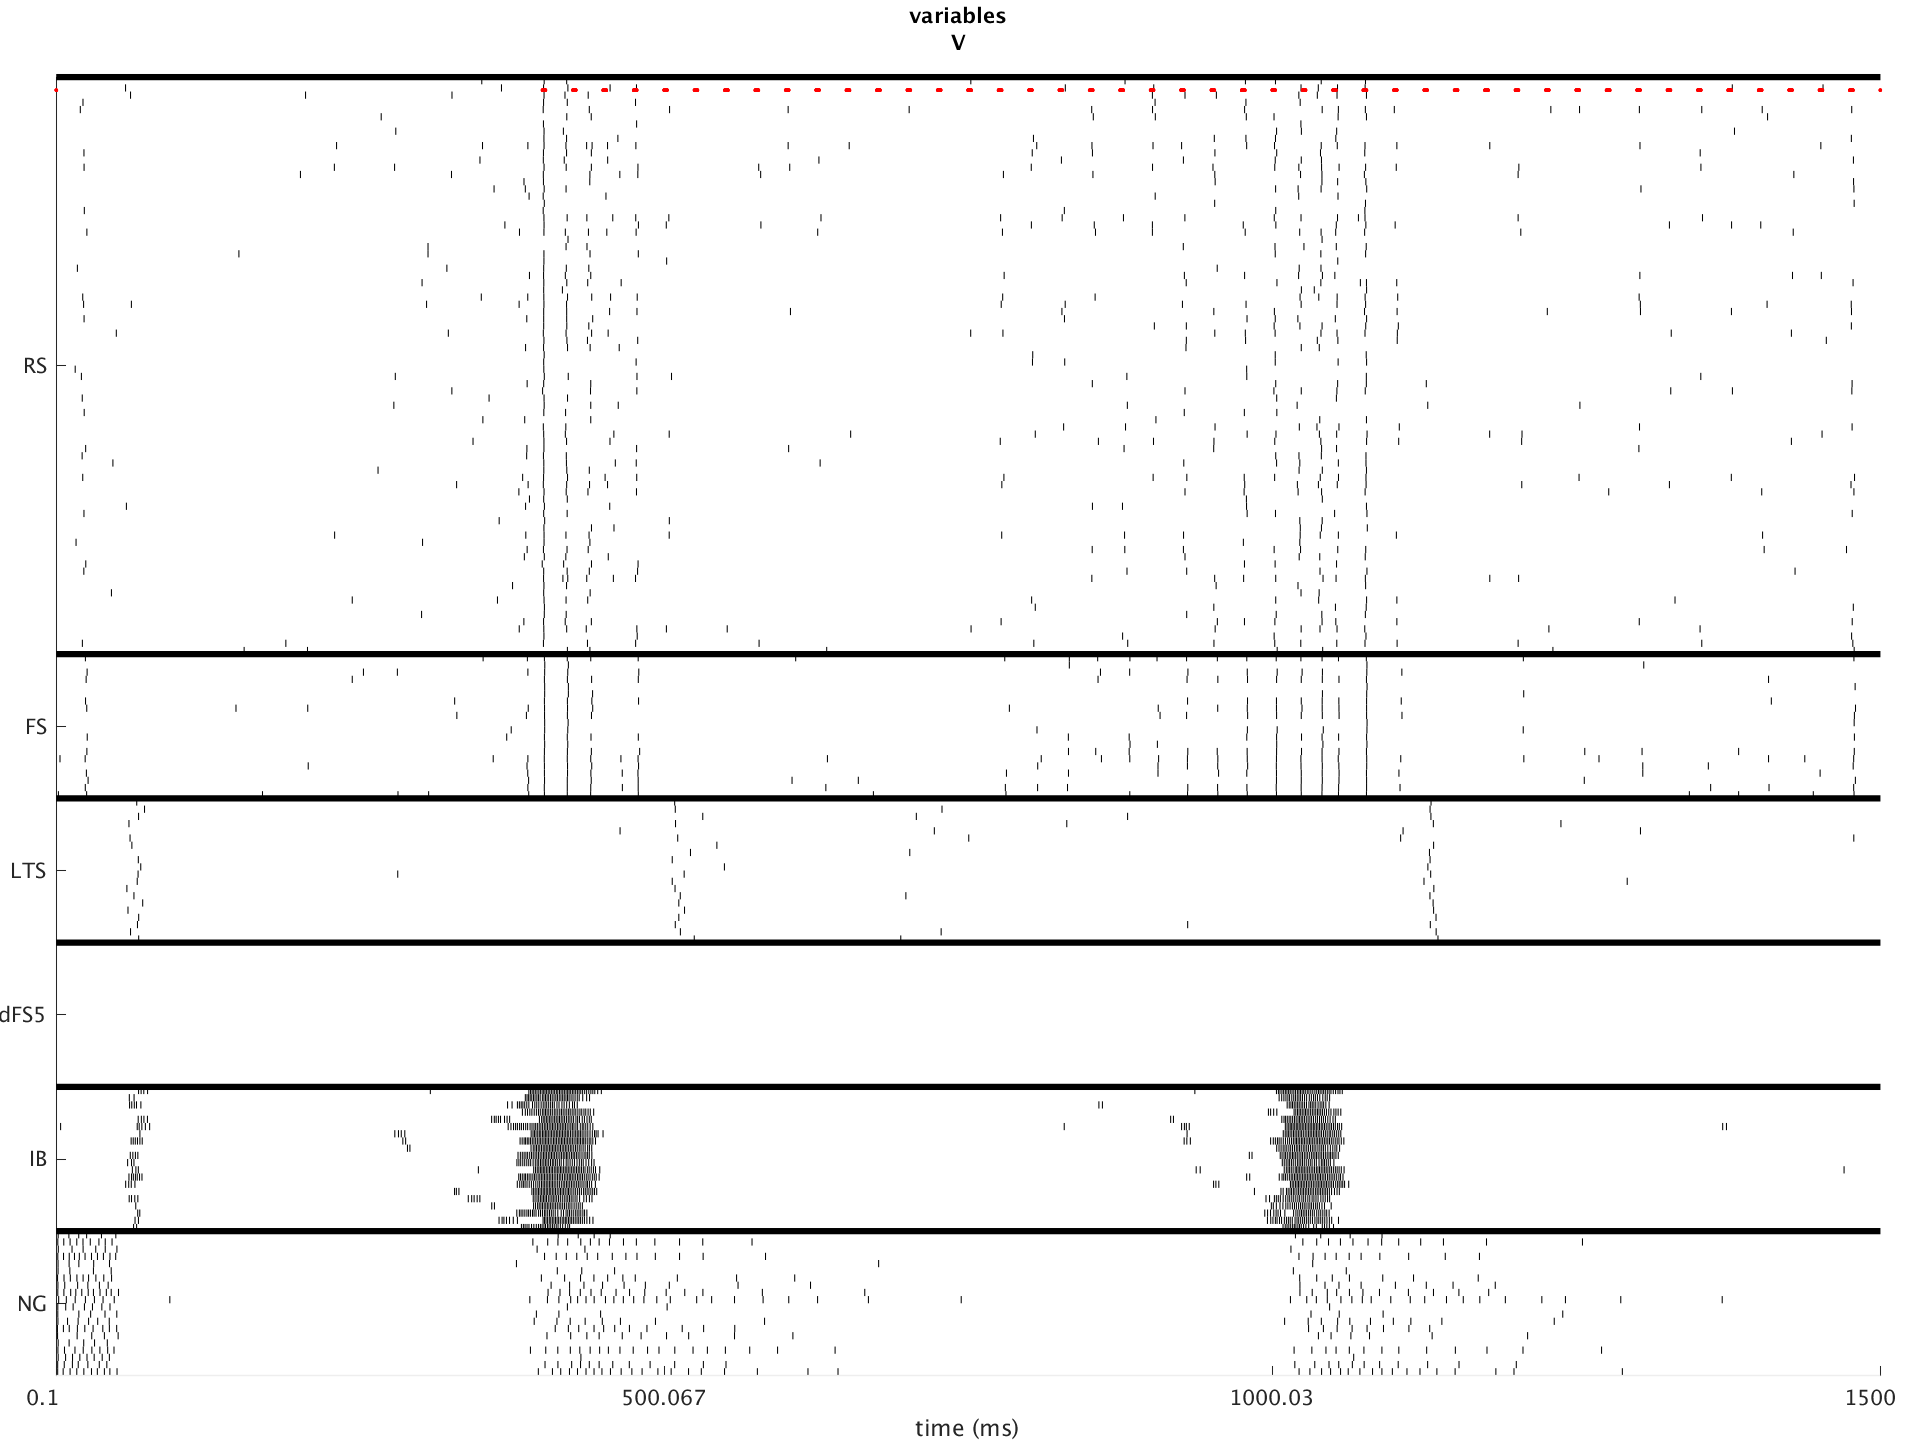 variables
V
RS
FS
LTS
dFS5
IB
NG
0.1
500.067
1000.03
1500
time (ms)